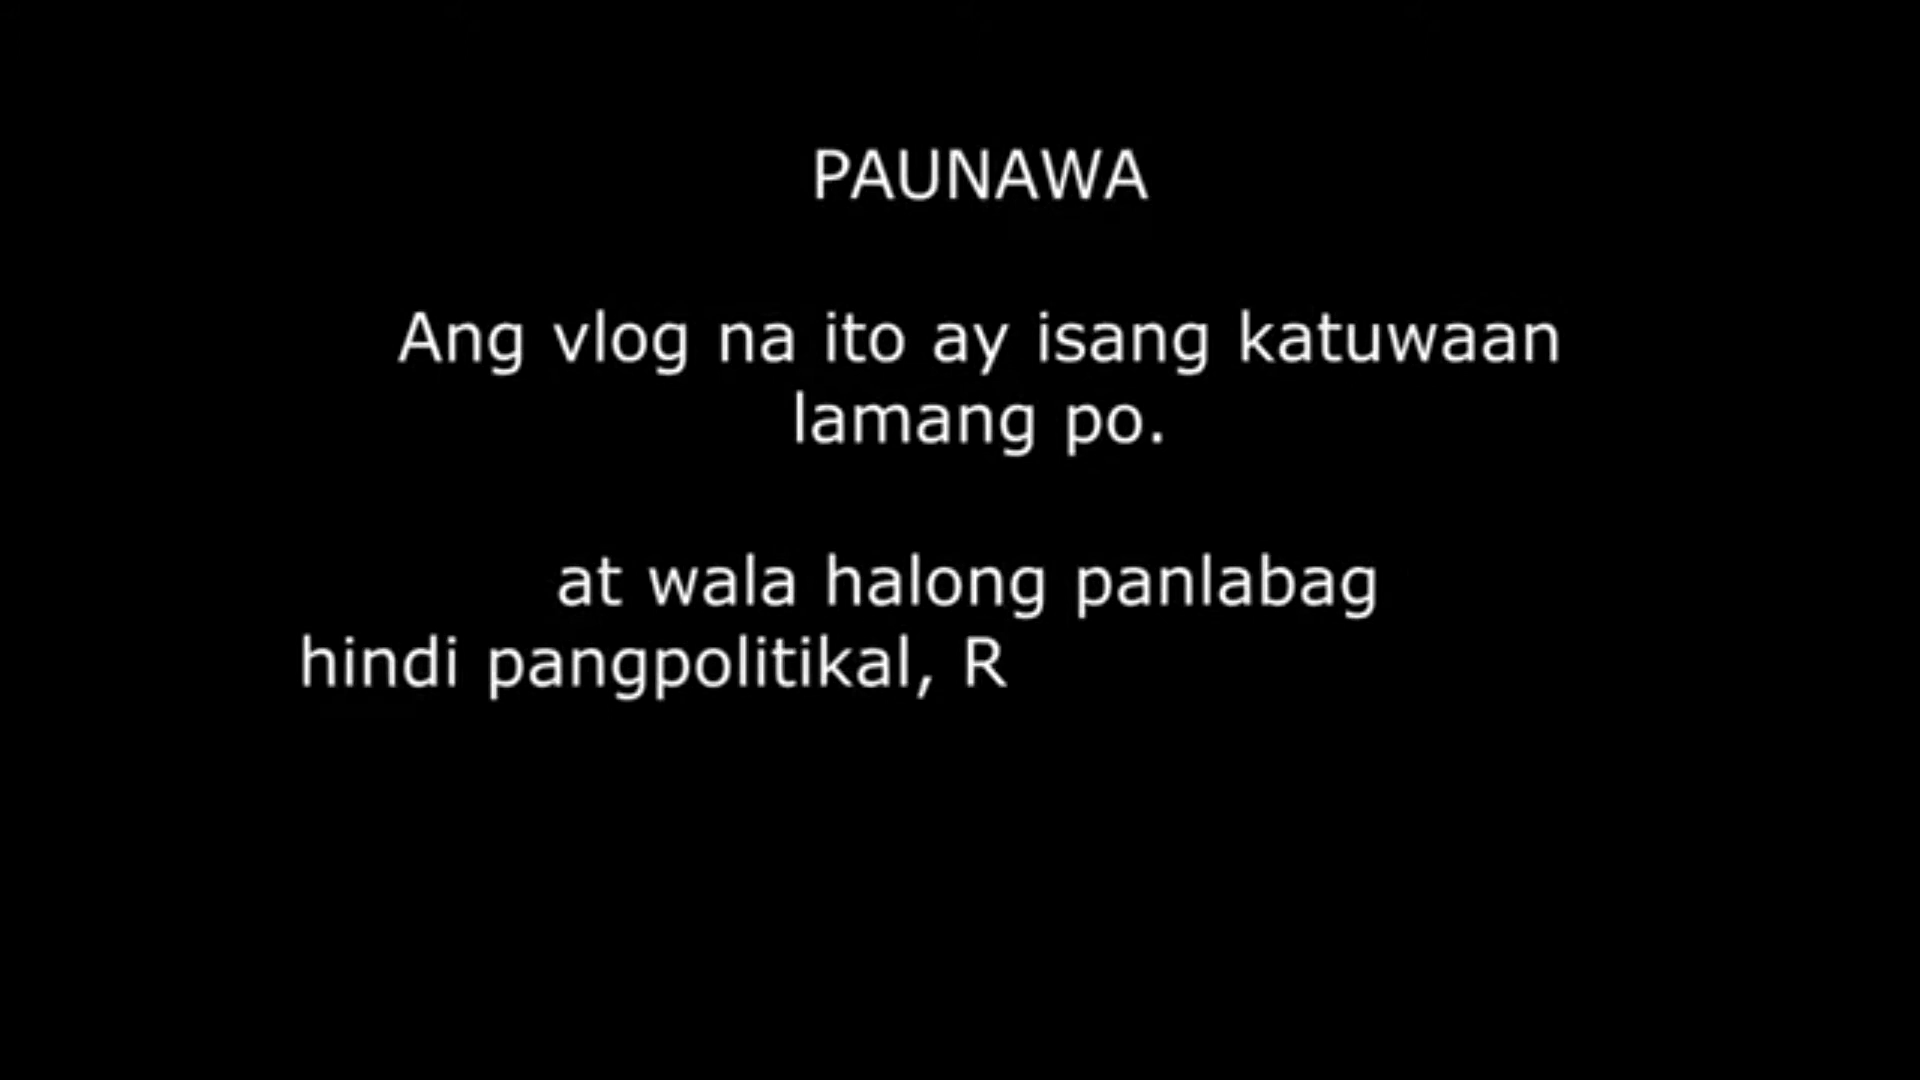 PAUNAWA
Ang vlog na ito ay isang katuwaan
lamang po.
at wala halong panlabag
hindi pangpolitikal, R